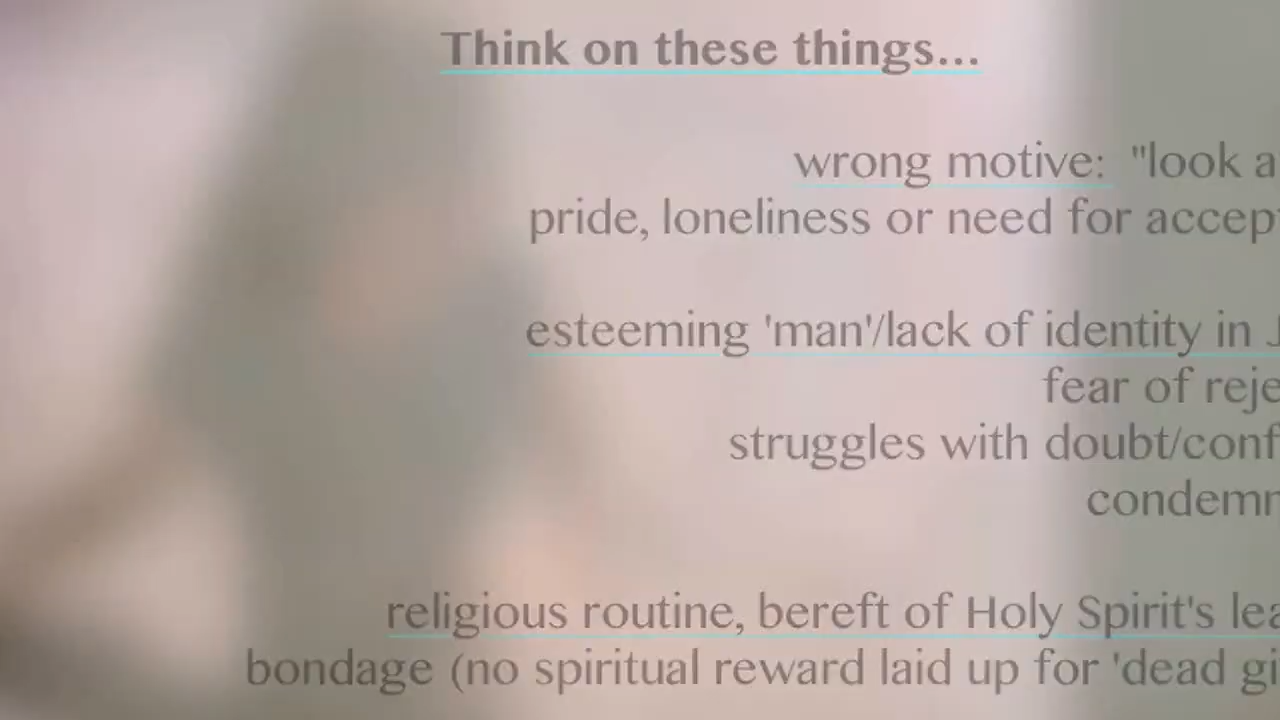 Think on these things...
wrong motive: "look a
pride, loneliness or need for accep
esteeming 'man'/lack of identity in J
fear of reje
struggles with doubt/conf
condemn
religious routine, bereft of Holy Spirit's lea
bondage (no spiritual reward laid up for 'dead gi